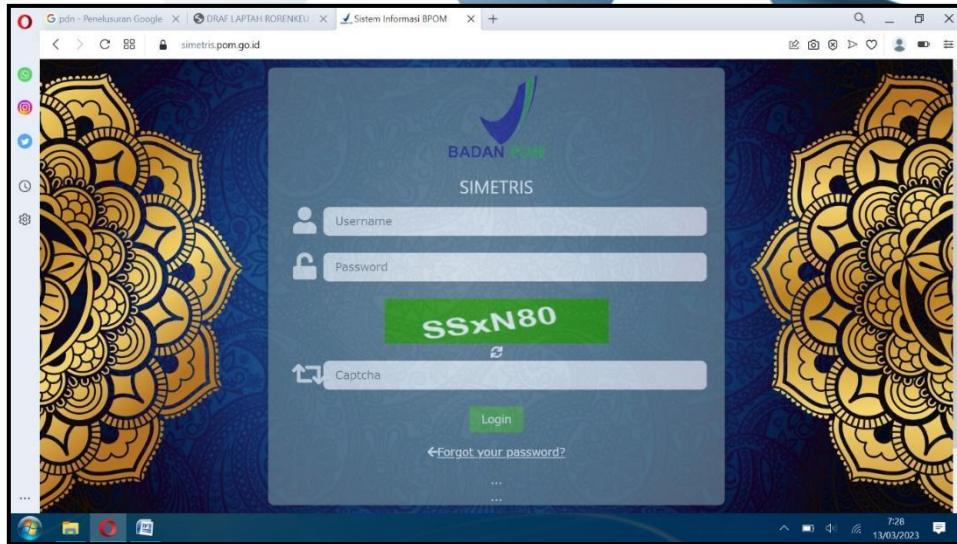 pdn - Penelusuran Google
DRAF LAPTAH RORENKEU
Sistem Informasi BPOM
simetris.pom.go.id
BADAN POM
SIMETRIS
Username
Password
SSxN80
Captcha
Login
Forgot your password?
...
...
...
7:28
13/03/2023